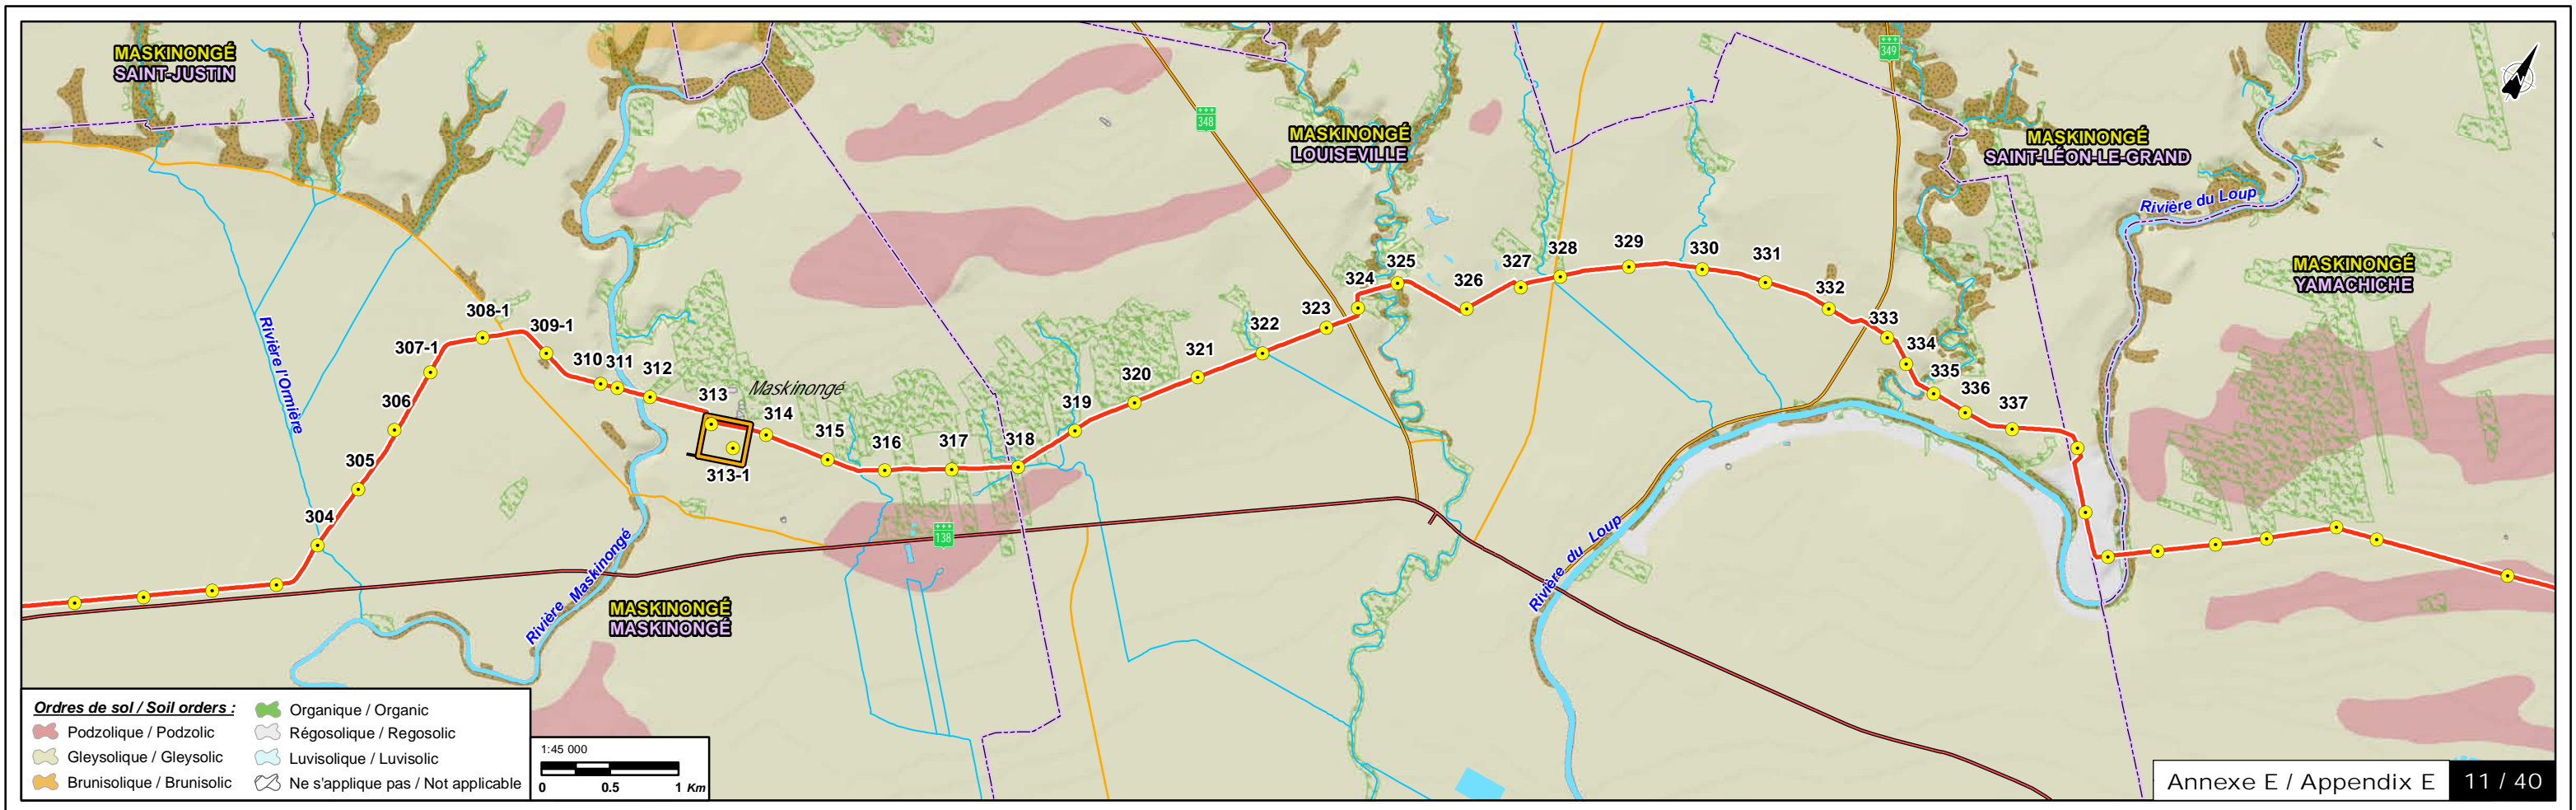 MASKINONGÉ
SAINT-JUSTIN
348
MASKINONGÉ
LOUISEVILLE
349
MASKINONGÉ
SAINT-LÉON-LE-GRAND
Rivière du Loup
MASKINONGÉ
YAMACHICHE
Rivière l'Ormière
304
305
306
307-1
308-1
309-1
310
311
312
313
Maskinongé
313-1
314
315
316
317
318
319
320
321
322
323
324
325
326
327
328
329
330
331
332
333
334
335
336
337
138
Rivière Maskinongé
Rivière du Loup
MASKINONGÉ
MASKINONGÉ
Ordres de sol / Soil orders :
Podzolique / Podzolic
Gleysolique / Gleysolic
Brunisolique / Brunisolic
Organique / Organic
Régosolique / Regosolic
Luvisolique / Luvisolic
Ne s'applique pas / Not applicable
1:45 000
0 0.5 1 Km
Annexe E / Appendix E 11 / 40